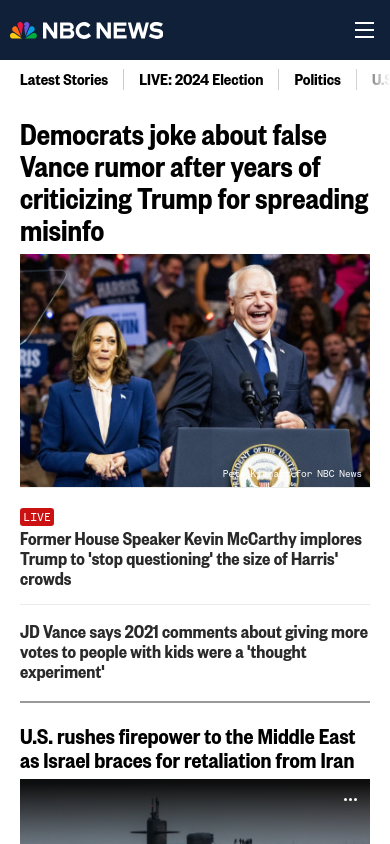 NBC NEWS
Latest Stories
LIVE: 2024 Election
Politics
Democrats joke about false
Vance rumor after years of
criticizing Trump for spreading
misinfo
HARRIS
WALZ
for NBC News
LIVE
Former House Speaker Kevin McCarthy implores
Trump to 'stop questioning' the size of Harris'
crowds
JD Vance says 2021 comments about giving more
votes to people with kids were a 'thought
experiment'
U.S. rushes firepower to the Middle East
as Israel braces for retaliation from Iran